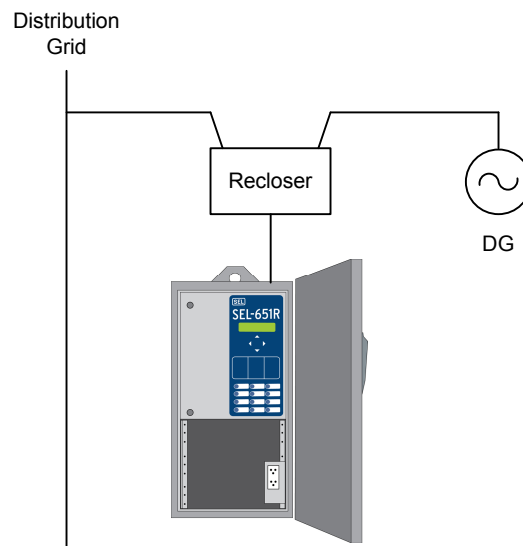 Distribution
Grid
Recloser
DG
SEL
SEL-651R